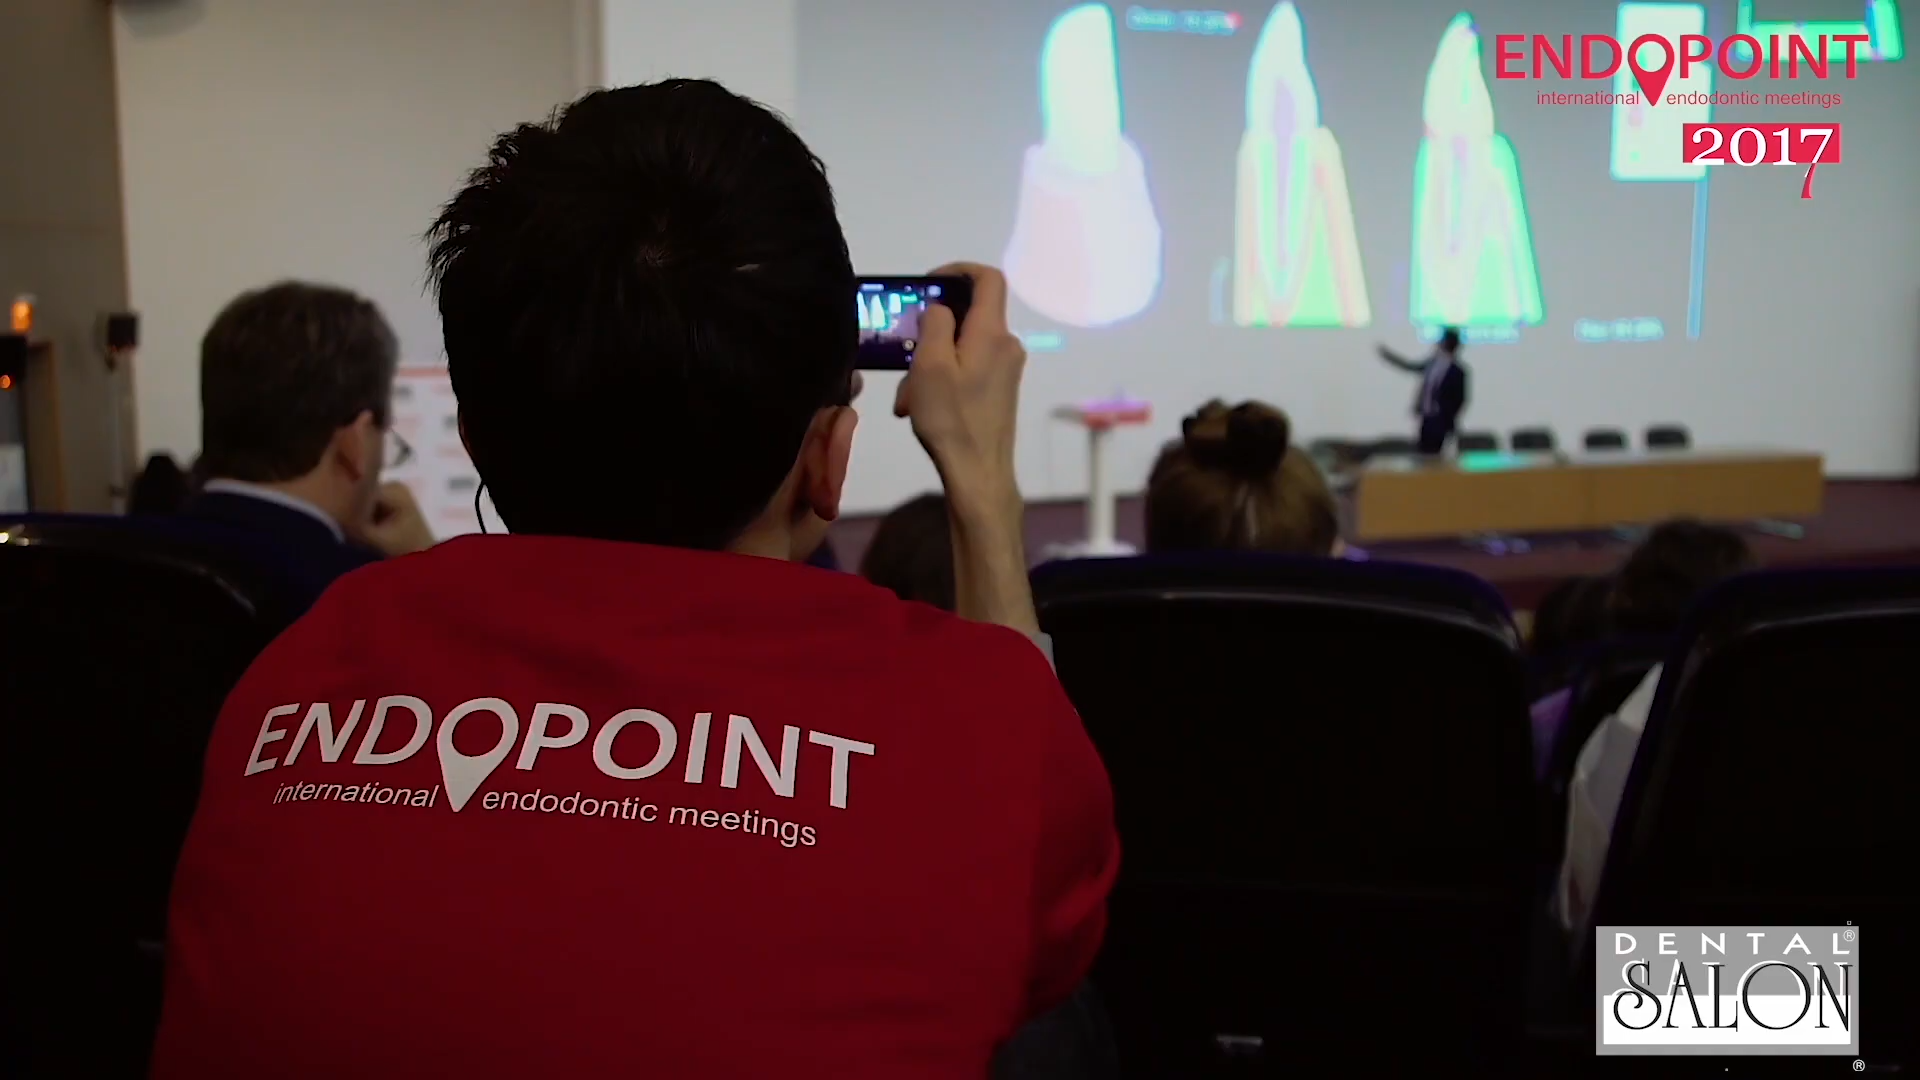 ENDOPOINT
international endodontic meetings
2017
ENDOPOINT
international endodontic meetings
DENTAL®
SALON
®